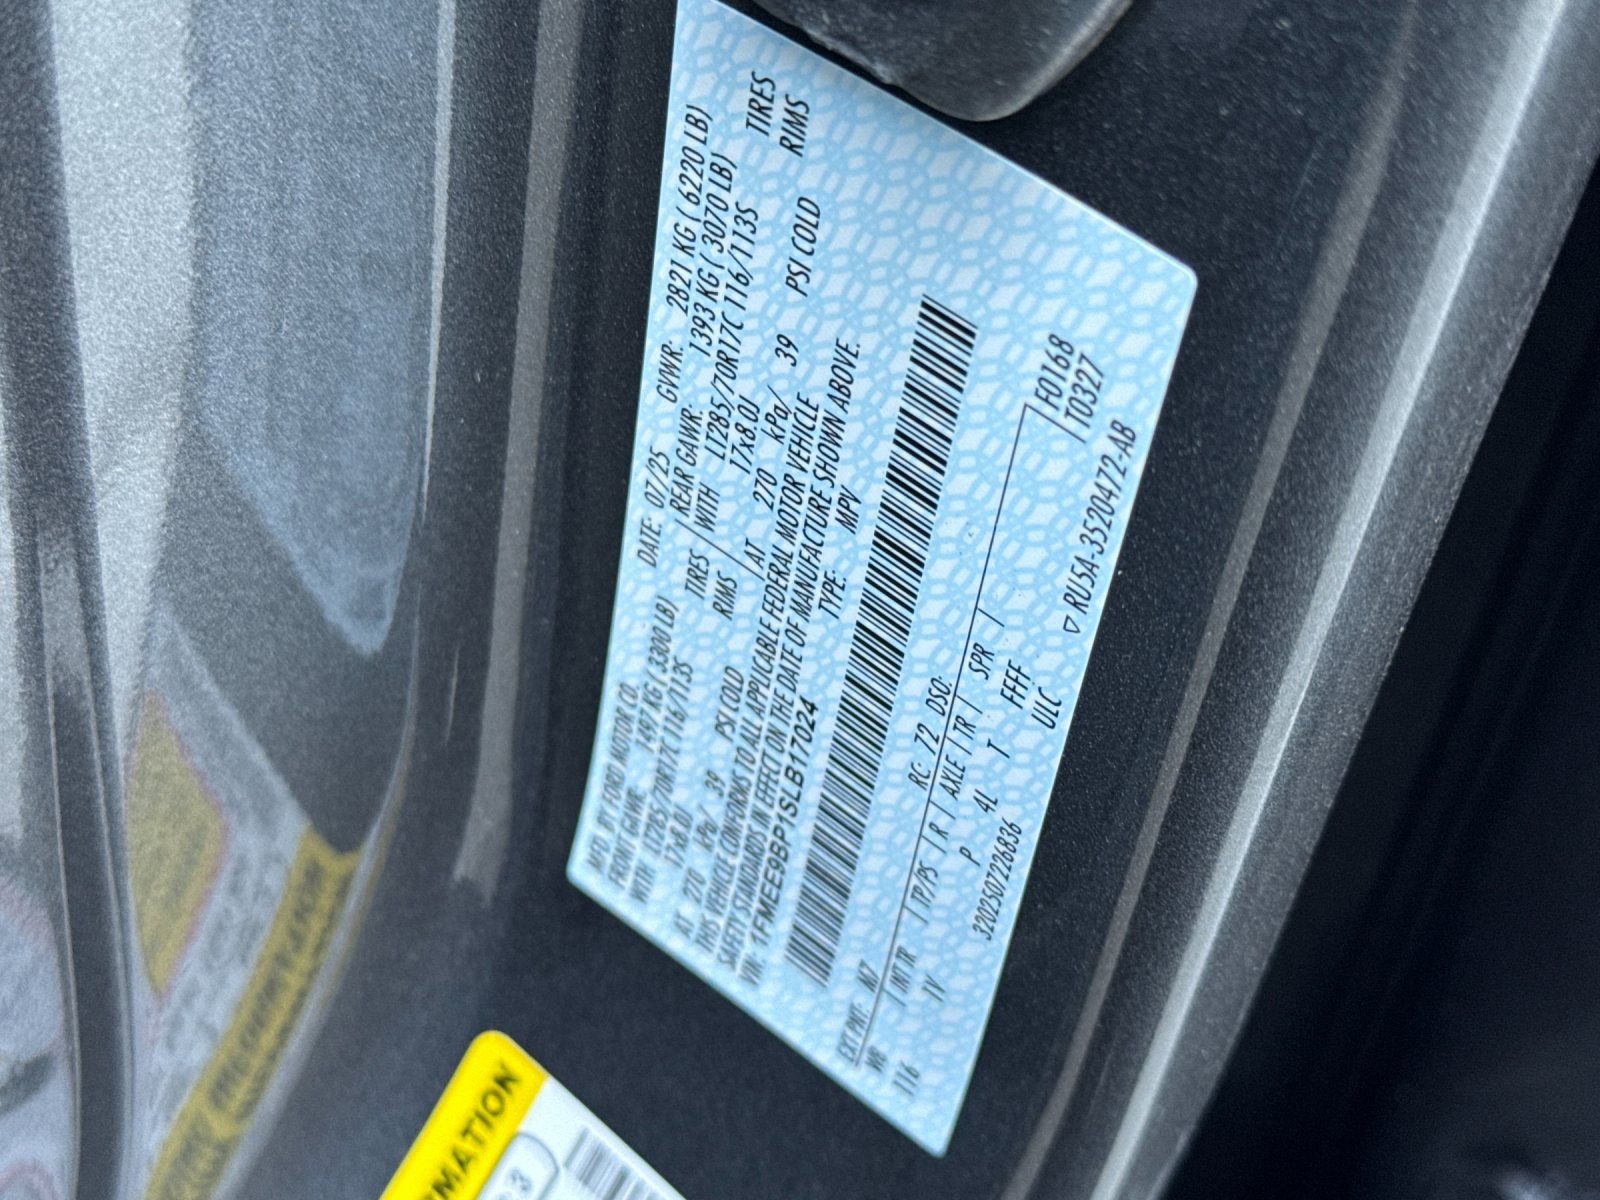 MFD. BY FORD MOTOR CO. DATE: 07/25 GVWR: 2821 KG ( 6220 LB)
FRONT GAWR: 1497 KG ( 3300 LB) REAR GAWR: 1393 KG ( 3070 LB)
WITH LT285/70R17C 116/113S TIRES WITH LT285/70R17C 116/113S TIRES
17x8.0J RIMS 17x8.0J RIMS
AT 270 kPa/ 39 PSI COLD AT 270 kPa/ 39 PSI COLD
THIS VEHICLE CONFORMS TO ALL APPLICABLE FEDERAL MOTOR VEHICLE
SAFETY STANDARDS IN EFFECT ON THE DATE OF MANUFACTURE SHOWN ABOVE.
VIN: 1FMEE9BP1SLB17024 TYPE: MPV
EXT PNT: M7 RC: 72 DSO: F0168
WB INT TR TP/PS R AXLE TR SPR T0327
116 IV P 4L T FFFF
320250726836 ULC
▽ RU5A-3520472-AB
RMATION